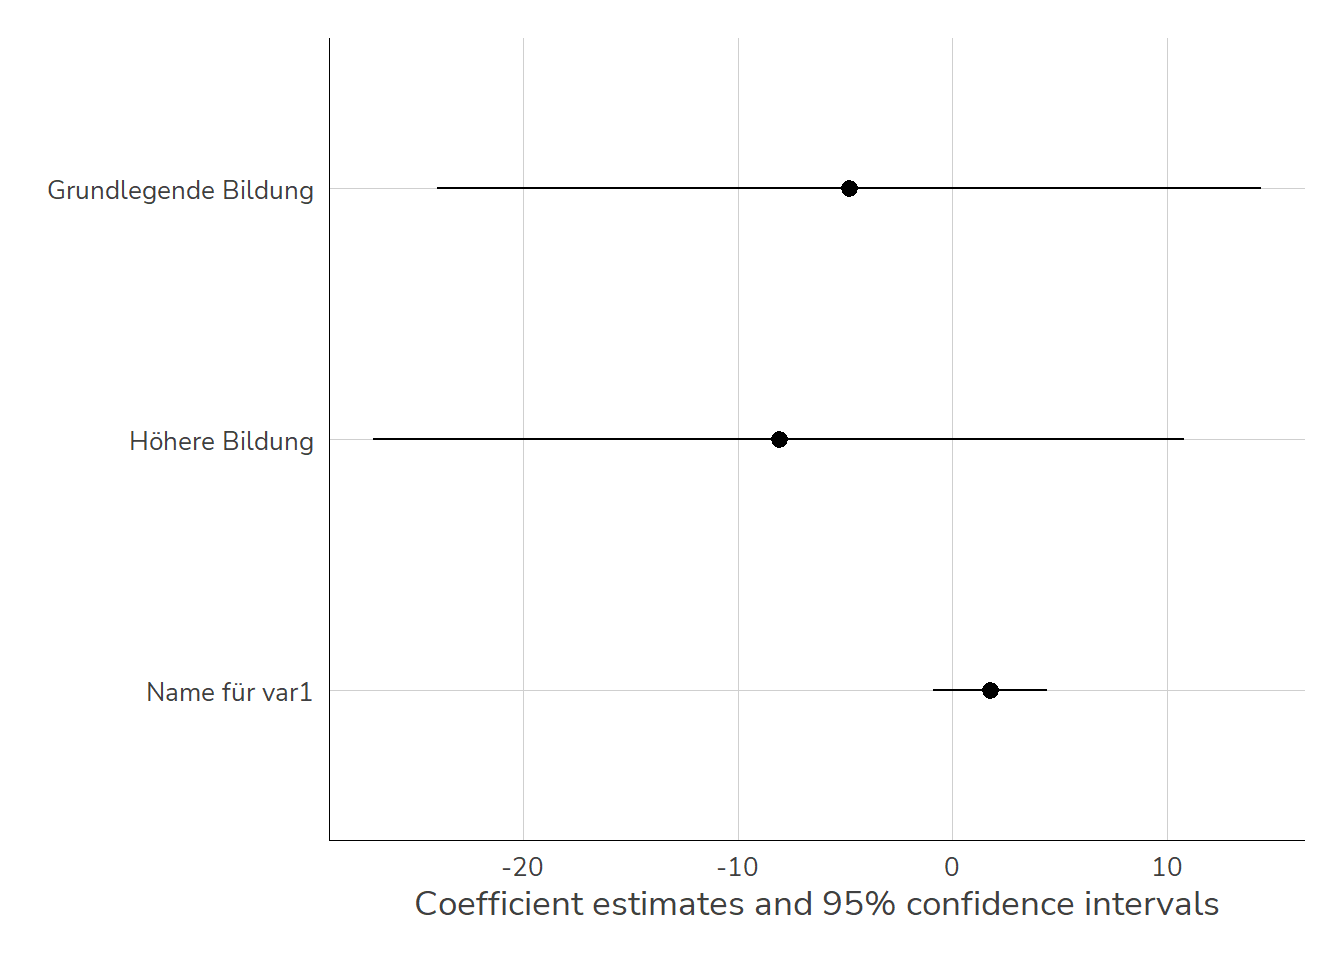 Grundlegende Bildung
Höhere Bildung
Name für var1
-20 -10 0 10
Coefficient estimates and 95% confidence intervals